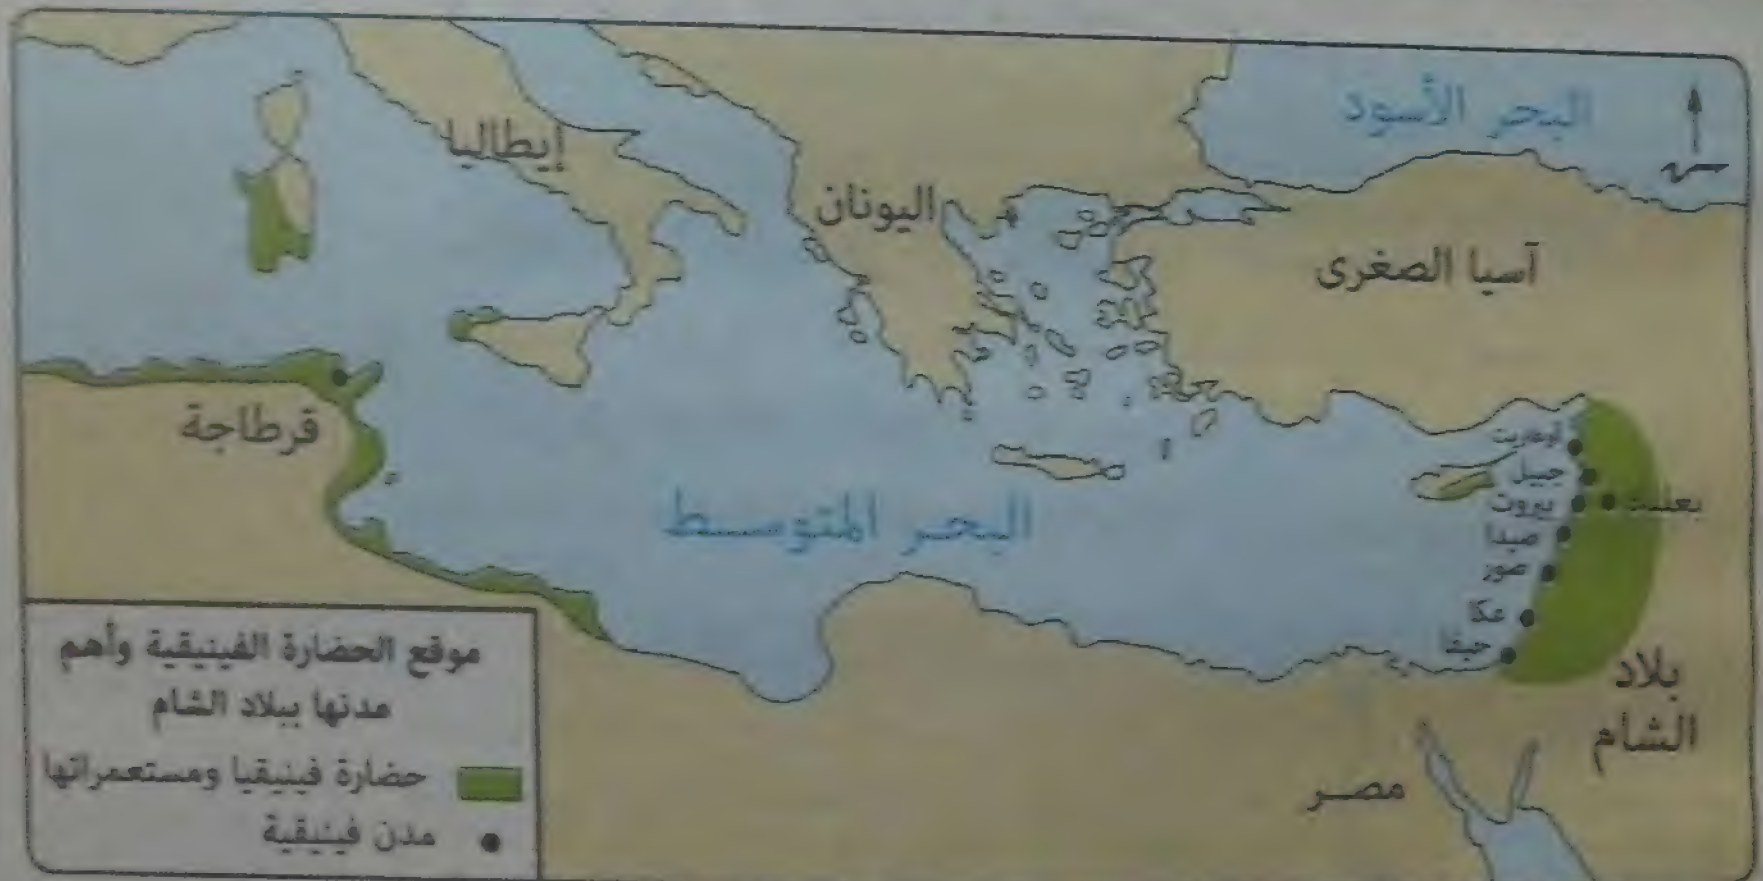 البحر الأسود
إيطاليا
اليونان
آسيا الصغرى
قرطاجة
البحر المتوسط
أوغاريت
جبيل
بيروت
بعلبك
صيدا
صور
عكا
حيفا
بلاد
الشام
مصر
موقع الحضارة الفينيقية وأهم
مدنها ببلاد الشام
حضارة فينيقيا ومستعمراتها
مدن فينيقية